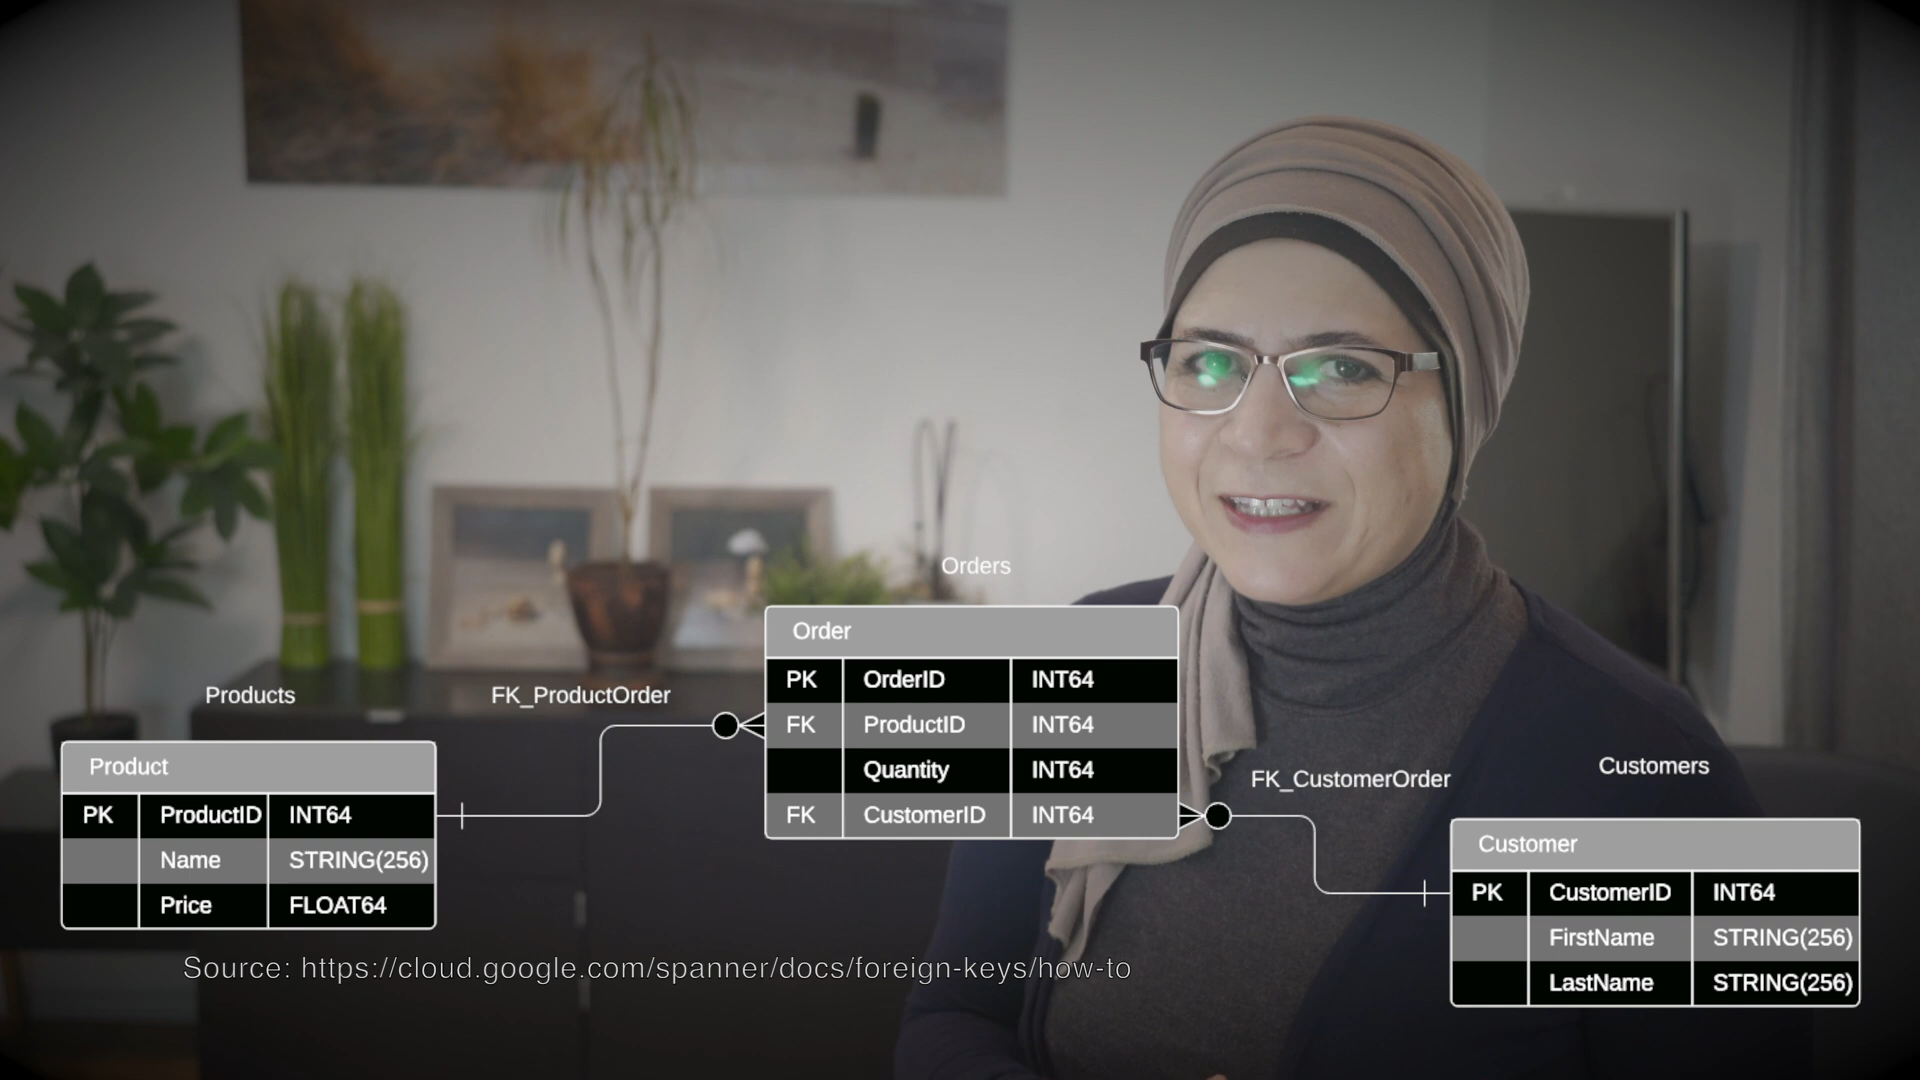 Orders
Order
PK OrderID INT64
FK ProductID INT64
Quantity INT64
FK CustomerID INT64
Products
FK_ProductOrder
Product
PK ProductID INT64
Name STRING(256)
Price FLOAT64
FK_CustomerOrder
Customers
Customer
PK CustomerID INT64
FirstName STRING(256)
LastName STRING(256)
Source: https://cloud.google.com/spanner/docs/foreign-keys/how-to